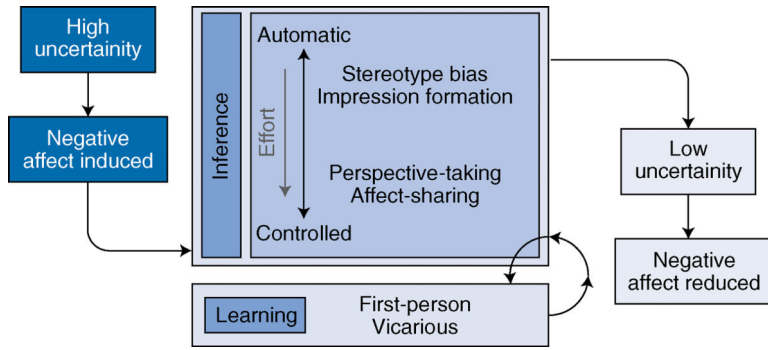 High
uncertainity
Negative
affect induced
Inference
Automatic
Effort
Stereotype bias
Impression formation
Perspective-taking
Affect-sharing
Controlled
Learning
First-person
Vicarious
Low
uncertainity
Negative
affect reduced